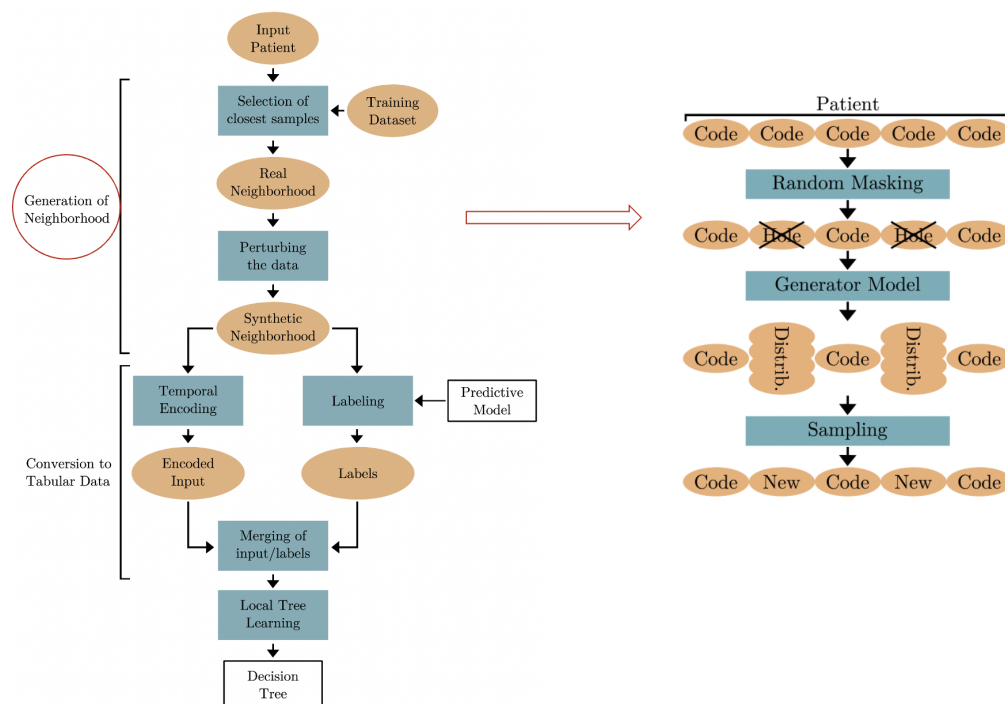 Input
Patient
Selection of
closest samples
Training
Dataset
Real
Neighborhood
Generation of
Neighborhood
Perturbing
the data
Synthetic
Neighborhood
Temporal
Encoding
Labeling
Predictive
Model
Conversion to
Tabular Data
Encoded
Input
Labels
Merging of
input/labels
Local Tree
Learning
Decision
Tree
Patient
Code Code Code Code Code
Random Masking
Code Hole Code Hole Code
Generator Model
Code Distrib. Code Distrib. Code
Sampling
Code New Code New Code